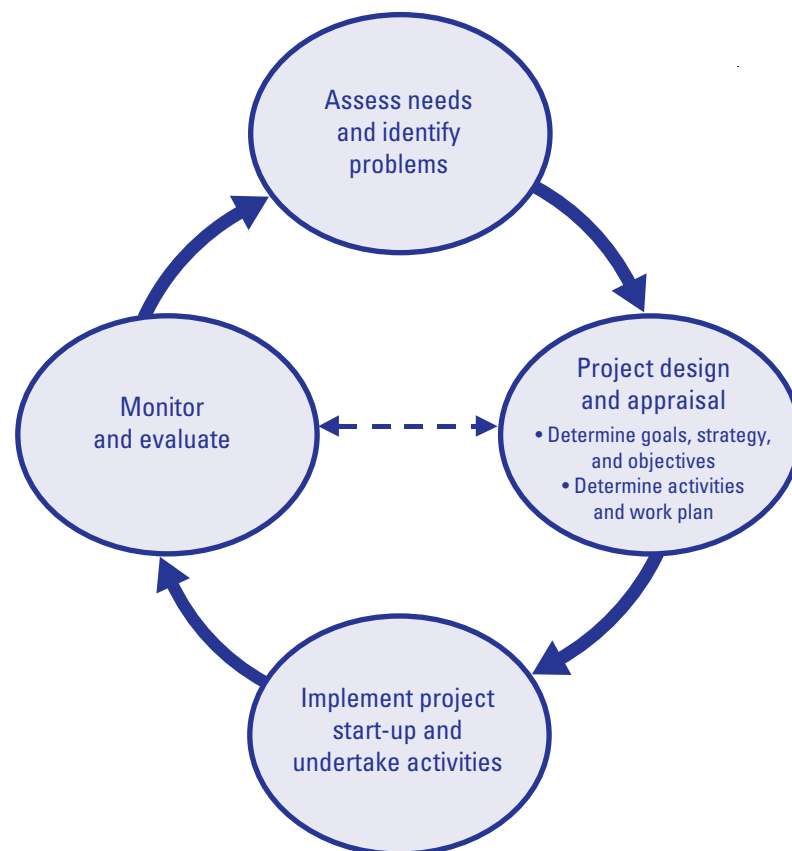 Assess needs
and identify
problems
Project design
and appraisal
• Determine goals, strategy,
and objectives
• Determine activities
and work plan
Monitor
and evaluate
Implement project
start-up and
undertake activities